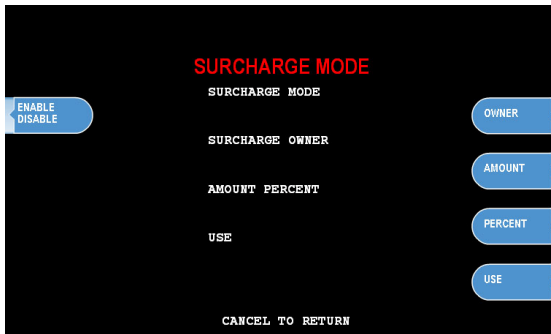 SURCHARGE MODE
SURCHARGE MODE
ENABLE
DISABLE
OWNER
SURCHARGE OWNER
AMOUNT
AMOUNT PERCENT
PERCENT
USE
USE
CANCEL TO RETURN